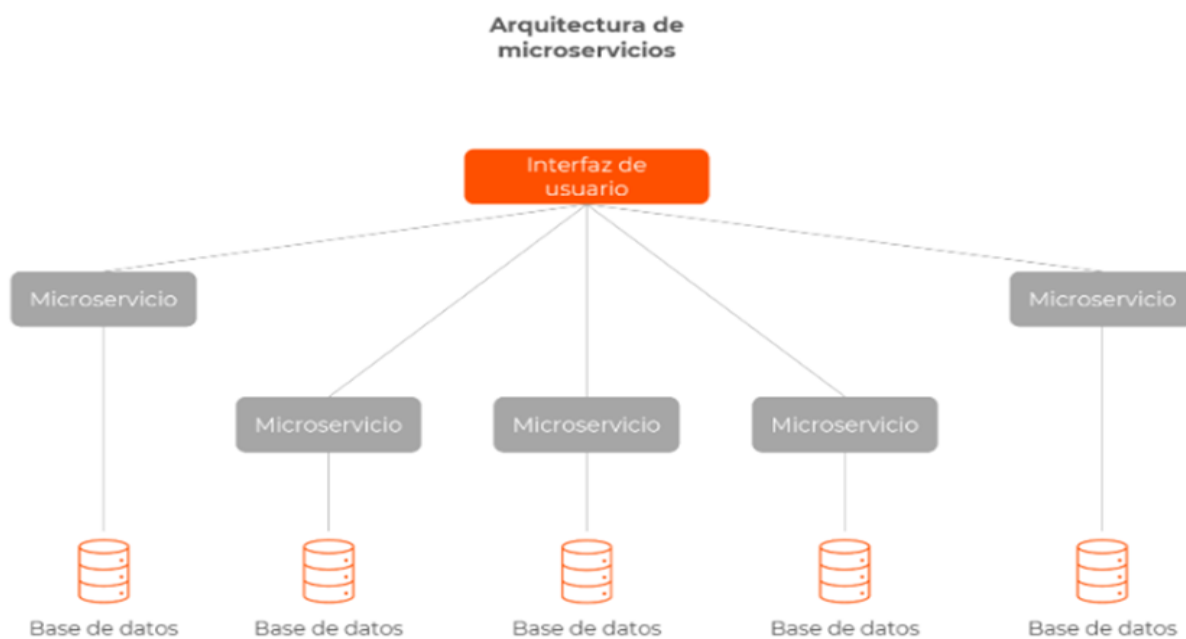 Arquitectura de
microservicios
Interfaz de
usuario
Microservicio
Microservicio
Microservicio
Microservicio
Microservicio
Base de datos
Base de datos
Base de datos
Base de datos
Base de datos